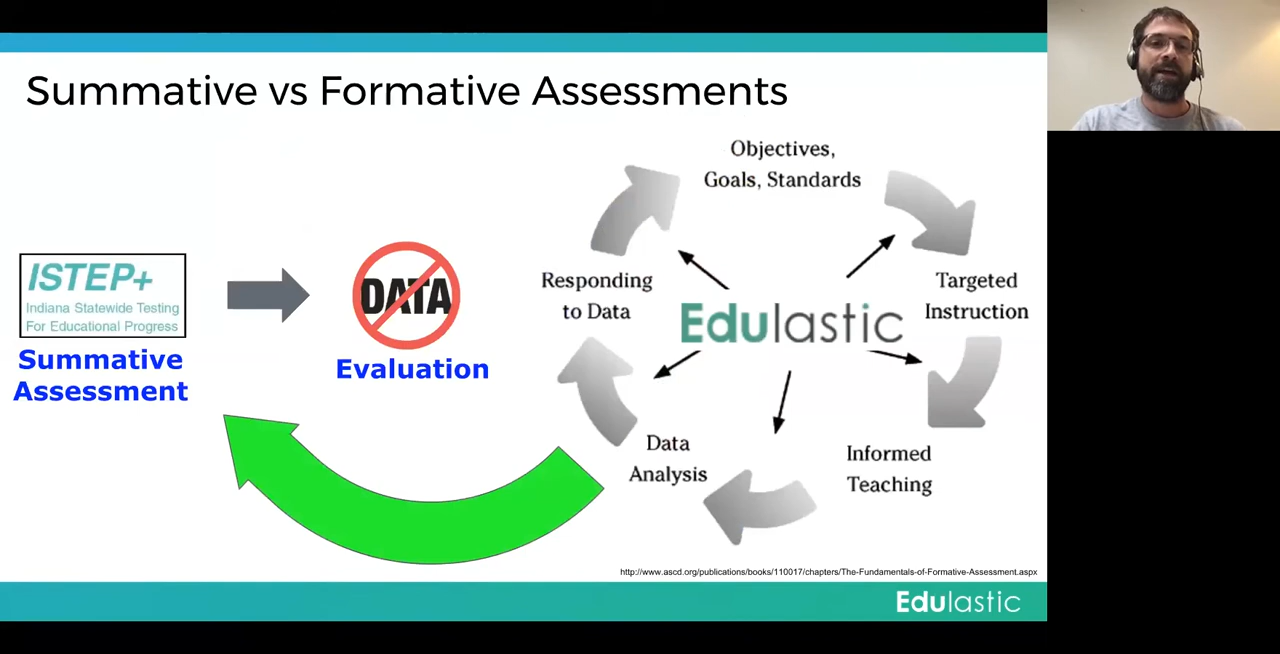 Summative vs Formative Assessments
ISTEP+
Indiana Statewide Testing
For Educational Progress
Summative
Assessment
DATA
Evaluation
Objectives,
Goals, Standards
Targeted
Instruction
Informed
Teaching
Data
Analysis
Responding
to Data
Edulastic
http://www.ascd.org/publications/books/110017/chapters/The-Fundamentals-of-Formative-Assessment.aspx
Edulastic